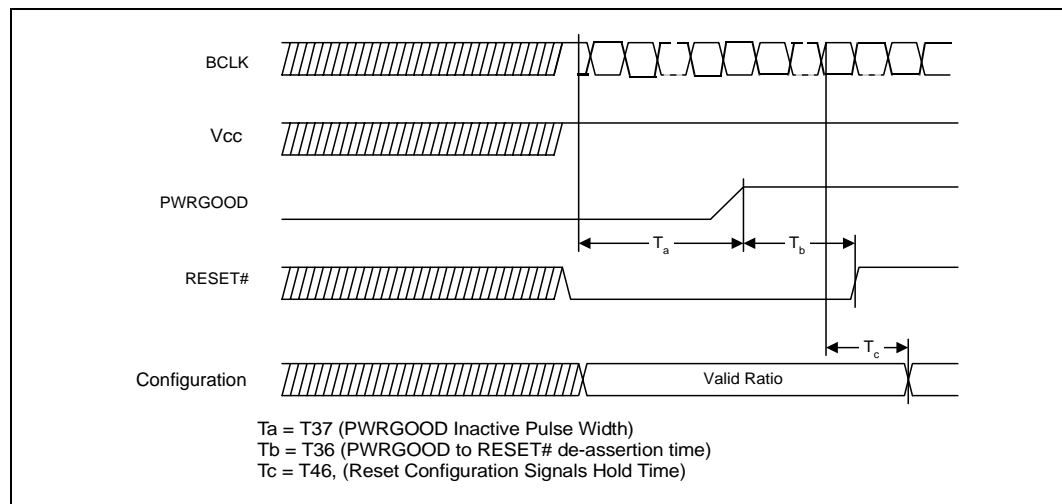 BCLK
Vcc
PWRGOOD
Ta
Tb
RESET#
Tc
Configuration
Valid Ratio
Ta = T37 (PWRGOOD Inactive Pulse Width)
Tb = T36 (PWRGOOD to RESET# de-assertion time)
Tc = T46, (Reset Configuration Signals Hold Time)